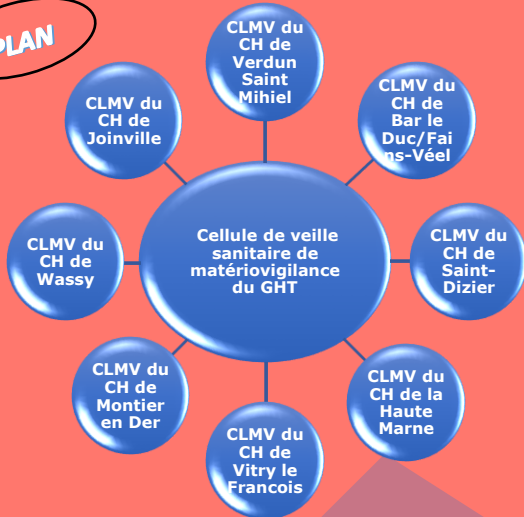 PLAN
CLMV du
CH de
Verdun
Saint
Mihiel
CLMV du
CH de
Bar le
Duc/Fai
ns-Véel
CLMV du
CH de
Saint-
Dizier
CLMV du
CH de la
Haute
Marne
CLMV du
CH de
Vitry le
Francois
CLMV du
CH de
Montier
en Der
CLMV du
CH de
Wassy
CLMV du
CH de
Joinville
Cellule de veille
sanitaire de
matériovigilance
du GHT